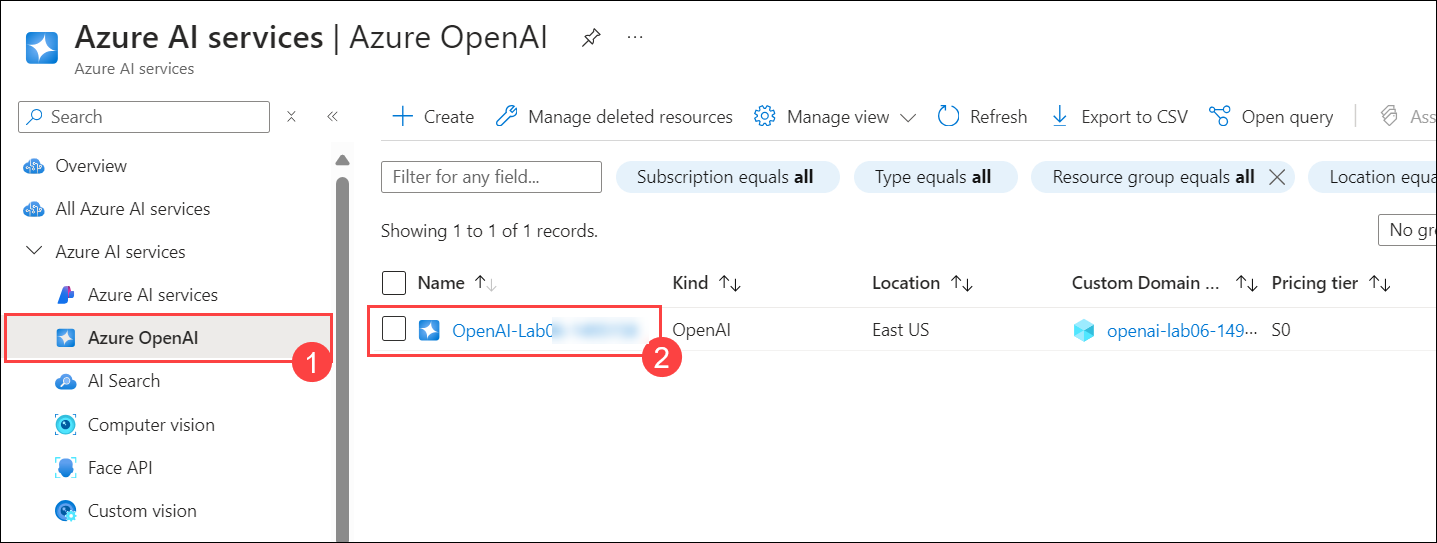 Azure AI services | Azure OpenAI
Azure AI services
Search
Create Manage deleted resources Manage view Refresh Export to CSV Open query Ass
Overview
All Azure AI services
Azure AI services
Azure AI services
Azure OpenAI
1
AI Search
Computer vision
Face API
Custom vision
Filter for any field... Subscription equals all Type equals all Resource group equals all Location equa
Showing 1 to 1 of 1 records.
No gr
Name Kind Location Custom Domain ... Pricing tier
OpenAI-Lab0 OpenAI East US openai-lab06-149... S0
2